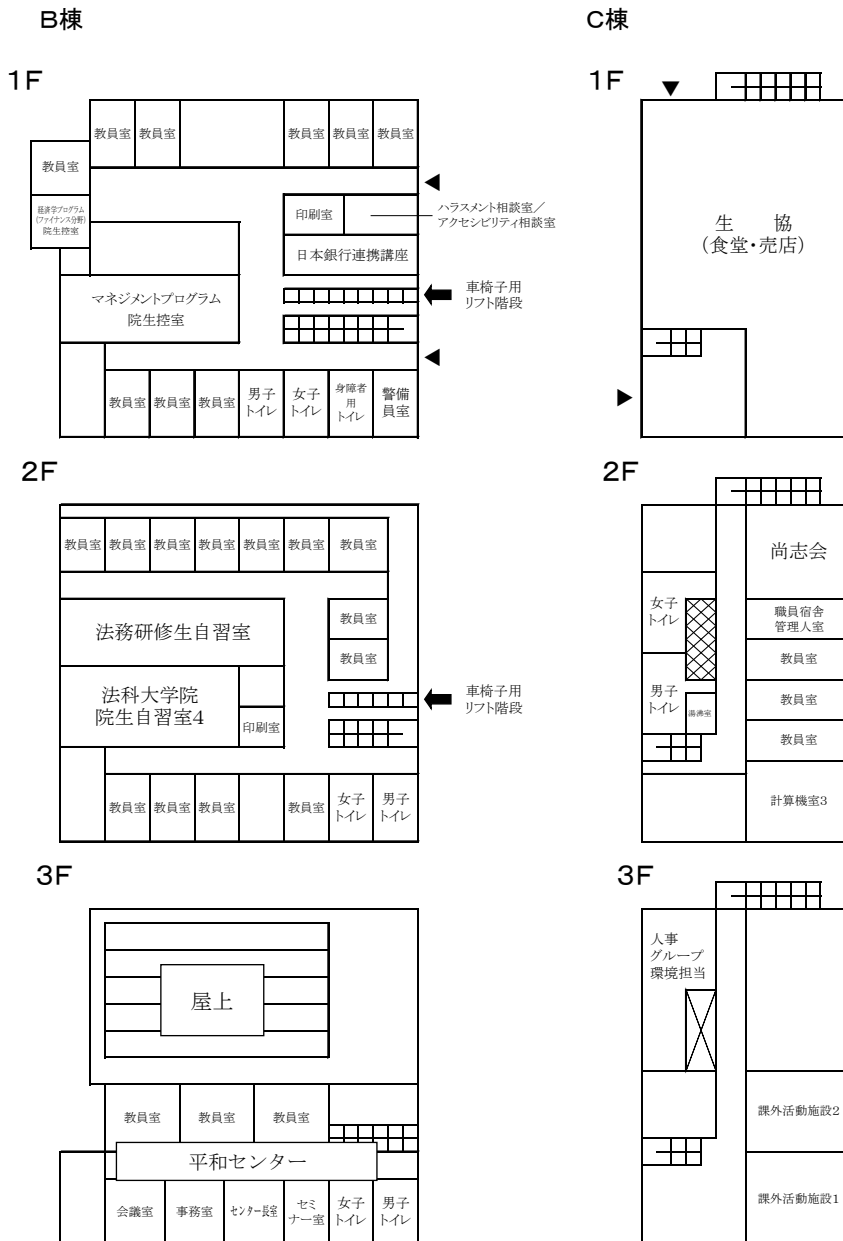 B棟
C棟
1F
教員室 教員室 教員室 教員室 教員室
教員室
経済学プログラム
(ファイナンス分野)
院生控室
印刷室
ハラスメント相談室／
アクセシビリティ相談室
日本銀行連携講座
マネジメントプログラム
院生控室
車椅子用
リフト階段
教員室 教員室 教員室
男子
トイレ
女子
トイレ
身障者
用
トイレ
警備
員室
1F
生 協
(食堂・売店)
2F
教員室 教員室 教員室 教員室 教員室 教員室 教員室
法務研修生自習室
教員室
教員室
法科大学院
院生自習室4
印刷室
車椅子用
リフト階段
教員室 教員室 教員室 教員室
女子
トイレ
男子
トイレ
2F
尚志会
女子
トイレ
職員宿舎
管理人室
教員室
男子
トイレ
湯沸室
教員室
教員室
計算機室3
3F
屋上
教員室 教員室 教員室
平和センター
会議室 事務室 センター長室
セミ
ナー室
女子
トイレ
男子
トイレ
3F
人事
グループ
環境担当
課外活動施設2
課外活動施設1